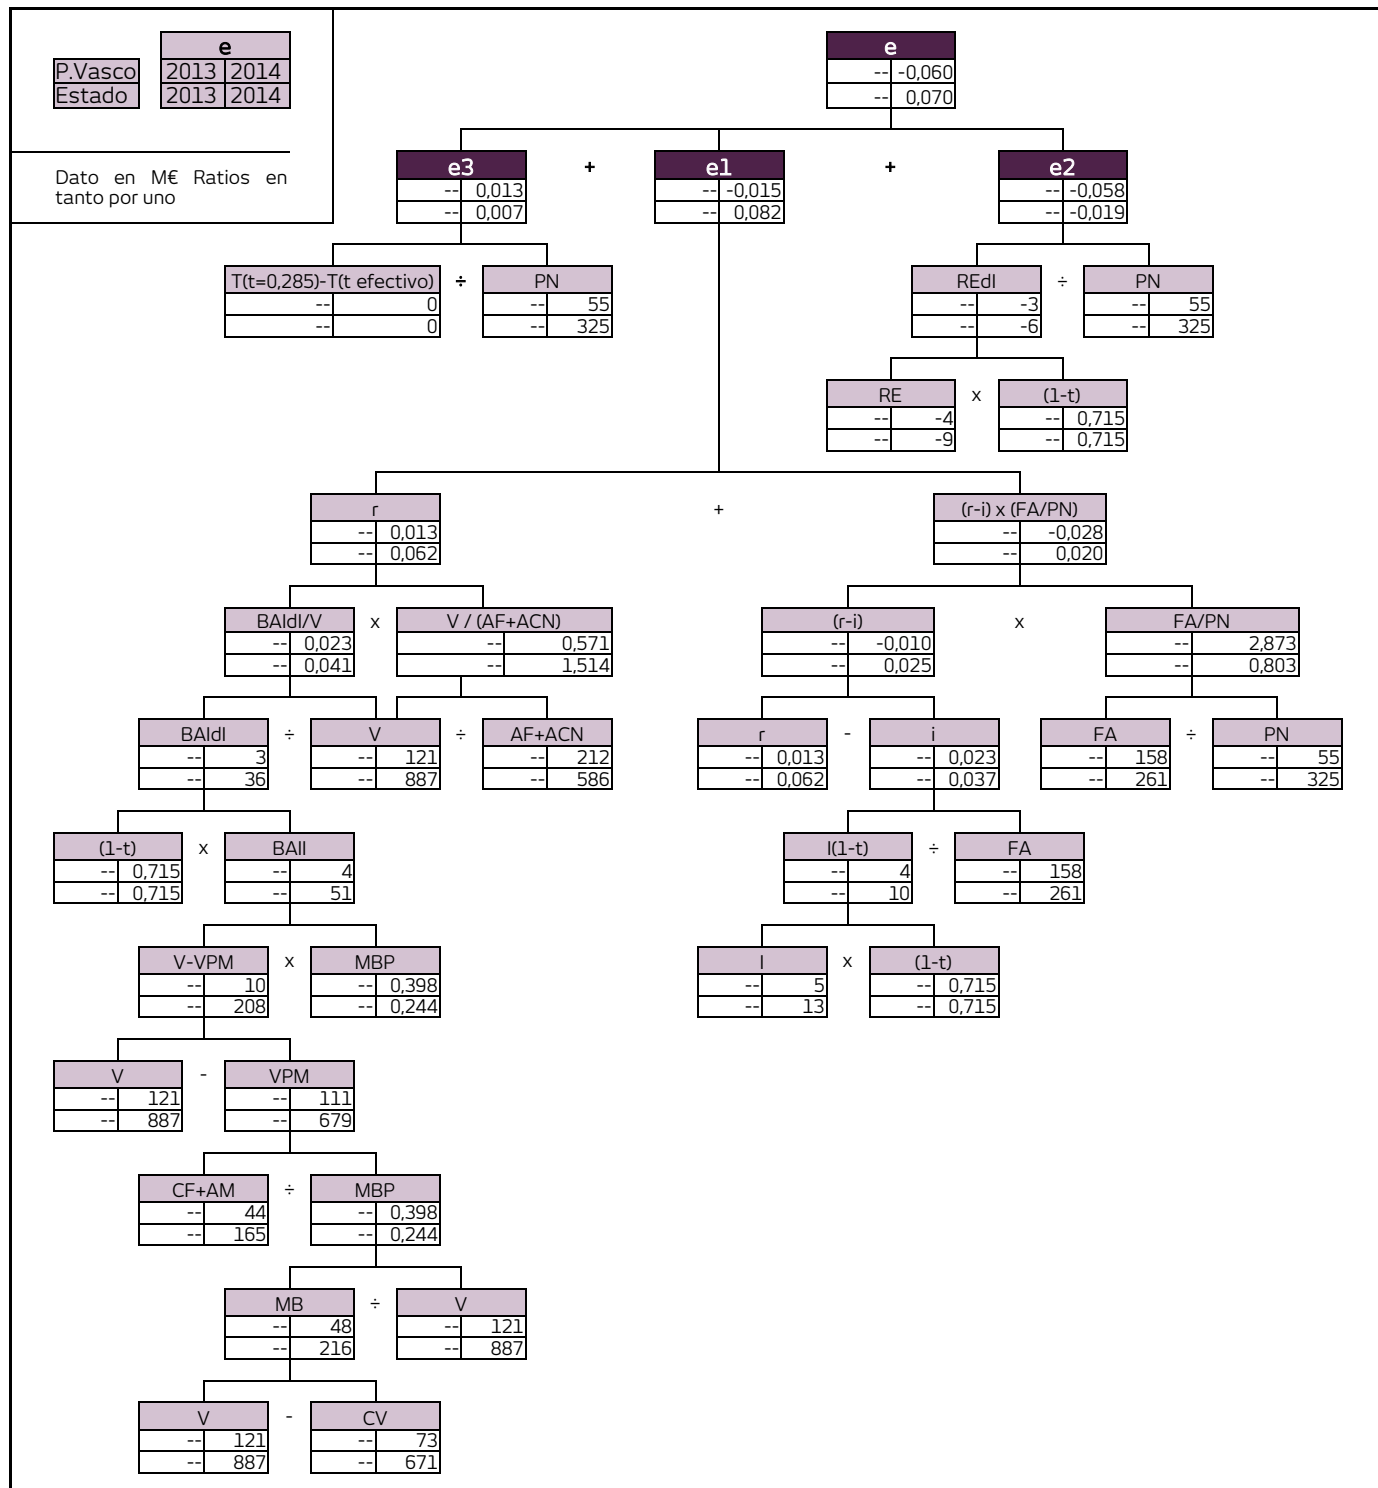 e
P.Vasco 2013 2014
Estado 2013 2014
Dato en M€ Ratios en
tanto por uno
e
-- -0,060
-- 0,070
e3 + e1 + e2
-- 0,013 -- -0,015 -- -0,058
-- 0,007 -- 0,082 -- -0,019
T(t=0,285)-T(t efectivo) ÷ PN REdI ÷ PN
-- 0 -- 55 -- -3 -- 55
-- 0 -- 325 -- -6 -- 325
RE x (1-t)
-- -4 -- 0,715
-- -9 -- 0,715
r + (r-i) x (FA/PN)
-- 0,013 -- -0,028
-- 0,062 -- 0,020
BAIdI/V x V / (AF+ACN) (r-i) x FA/PN
-- 0,023 -- 0,571 -- -0,010 -- 2,873
-- 0,041 -- 1,514 -- 0,025 -- 0,803
BAIdI ÷ V ÷ AF+ACN r - i FA ÷ PN
-- 3 -- 121 -- 212 -- 0,013 -- 0,023 -- 158 -- 55
-- 36 -- 887 -- 586 -- 0,062 -- 0,037 -- 261 -- 325
(1-t) x BAII I(1-t) ÷ FA
-- 0,715 -- 4 -- 4 -- 158
-- 0,715 -- 51 -- 10 -- 261
V-VPM x MBP I x (1-t)
-- 10 -- 0,398 -- 5 -- 0,715
-- 208 -- 0,244 -- 13 -- 0,715
V - VPM
-- 121 -- 111
-- 887 -- 679
CF+AM ÷ MBP
-- 44 -- 0,398
-- 165 -- 0,244
MB ÷ V
-- 48 -- 121
-- 216 -- 887
V - CV
-- 121 -- 73
-- 887 -- 671